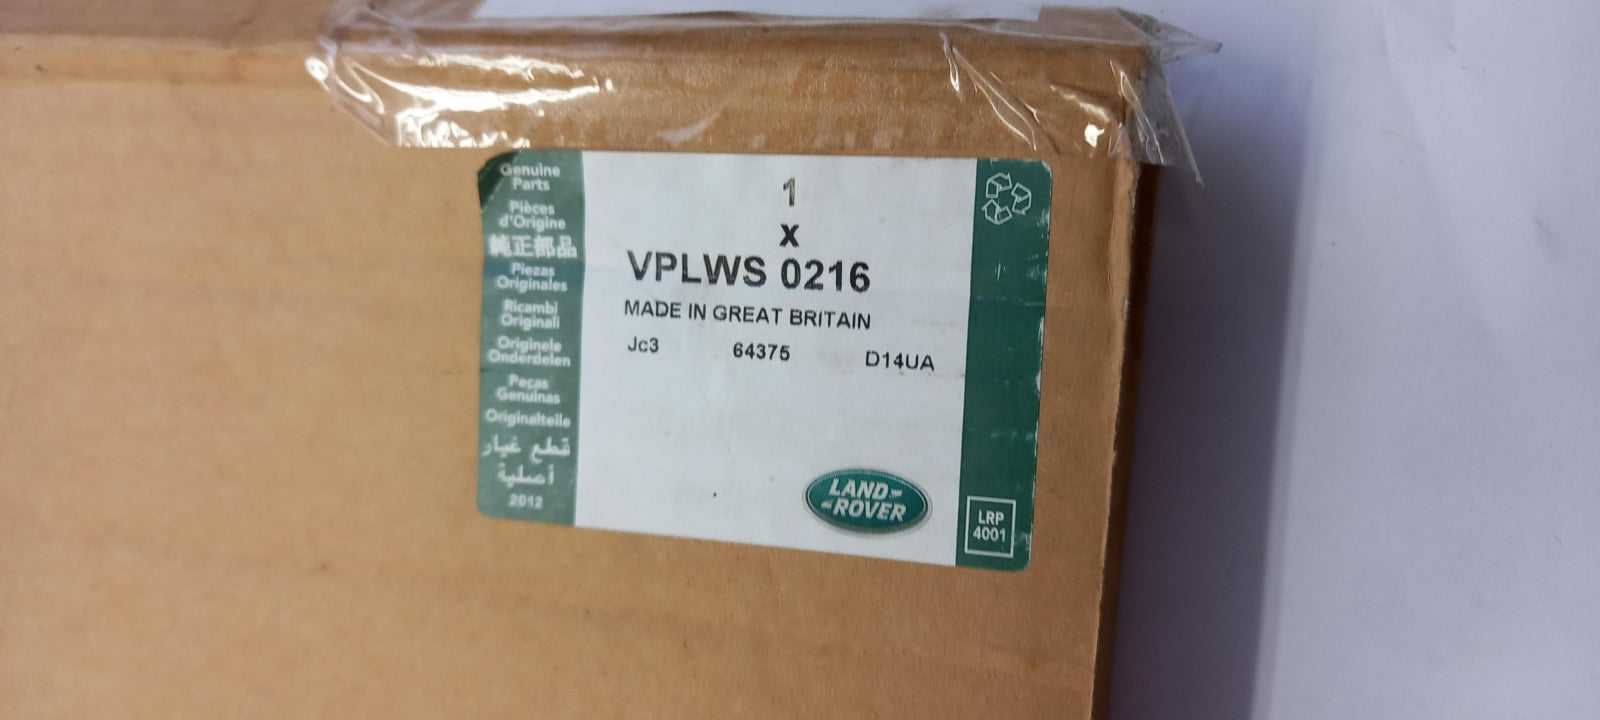 Genuine
Parts
Pièces
d'Origine
純正部品
Piezas
Originales
Ricambi
Originali
Originele
Onderdelen
Peças
Genuinas
Originalteile
قطع غيار
أصلية
2012
1
x
VPLWS 0216
MADE IN GREAT BRITAIN
Jc3 64375 D14UA
LAND-
-ROVER
LRP
4001